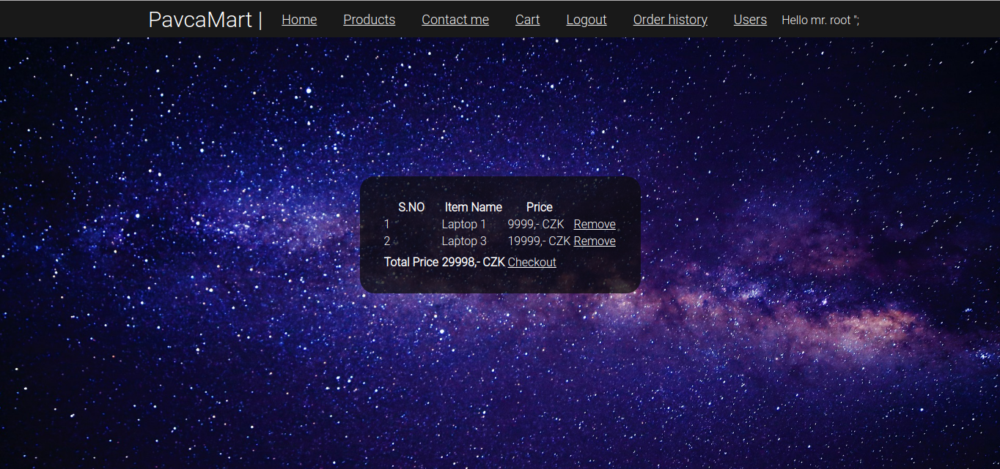 PavcaMart | Home Products Contact me Cart Logout Order history Users Hello mr. root ";
S.NO Item Name Price
1 Laptop 1 9999,- CZK Remove
2 Laptop 3 19999,- CZK Remove
Total Price 29998,- CZK Checkout